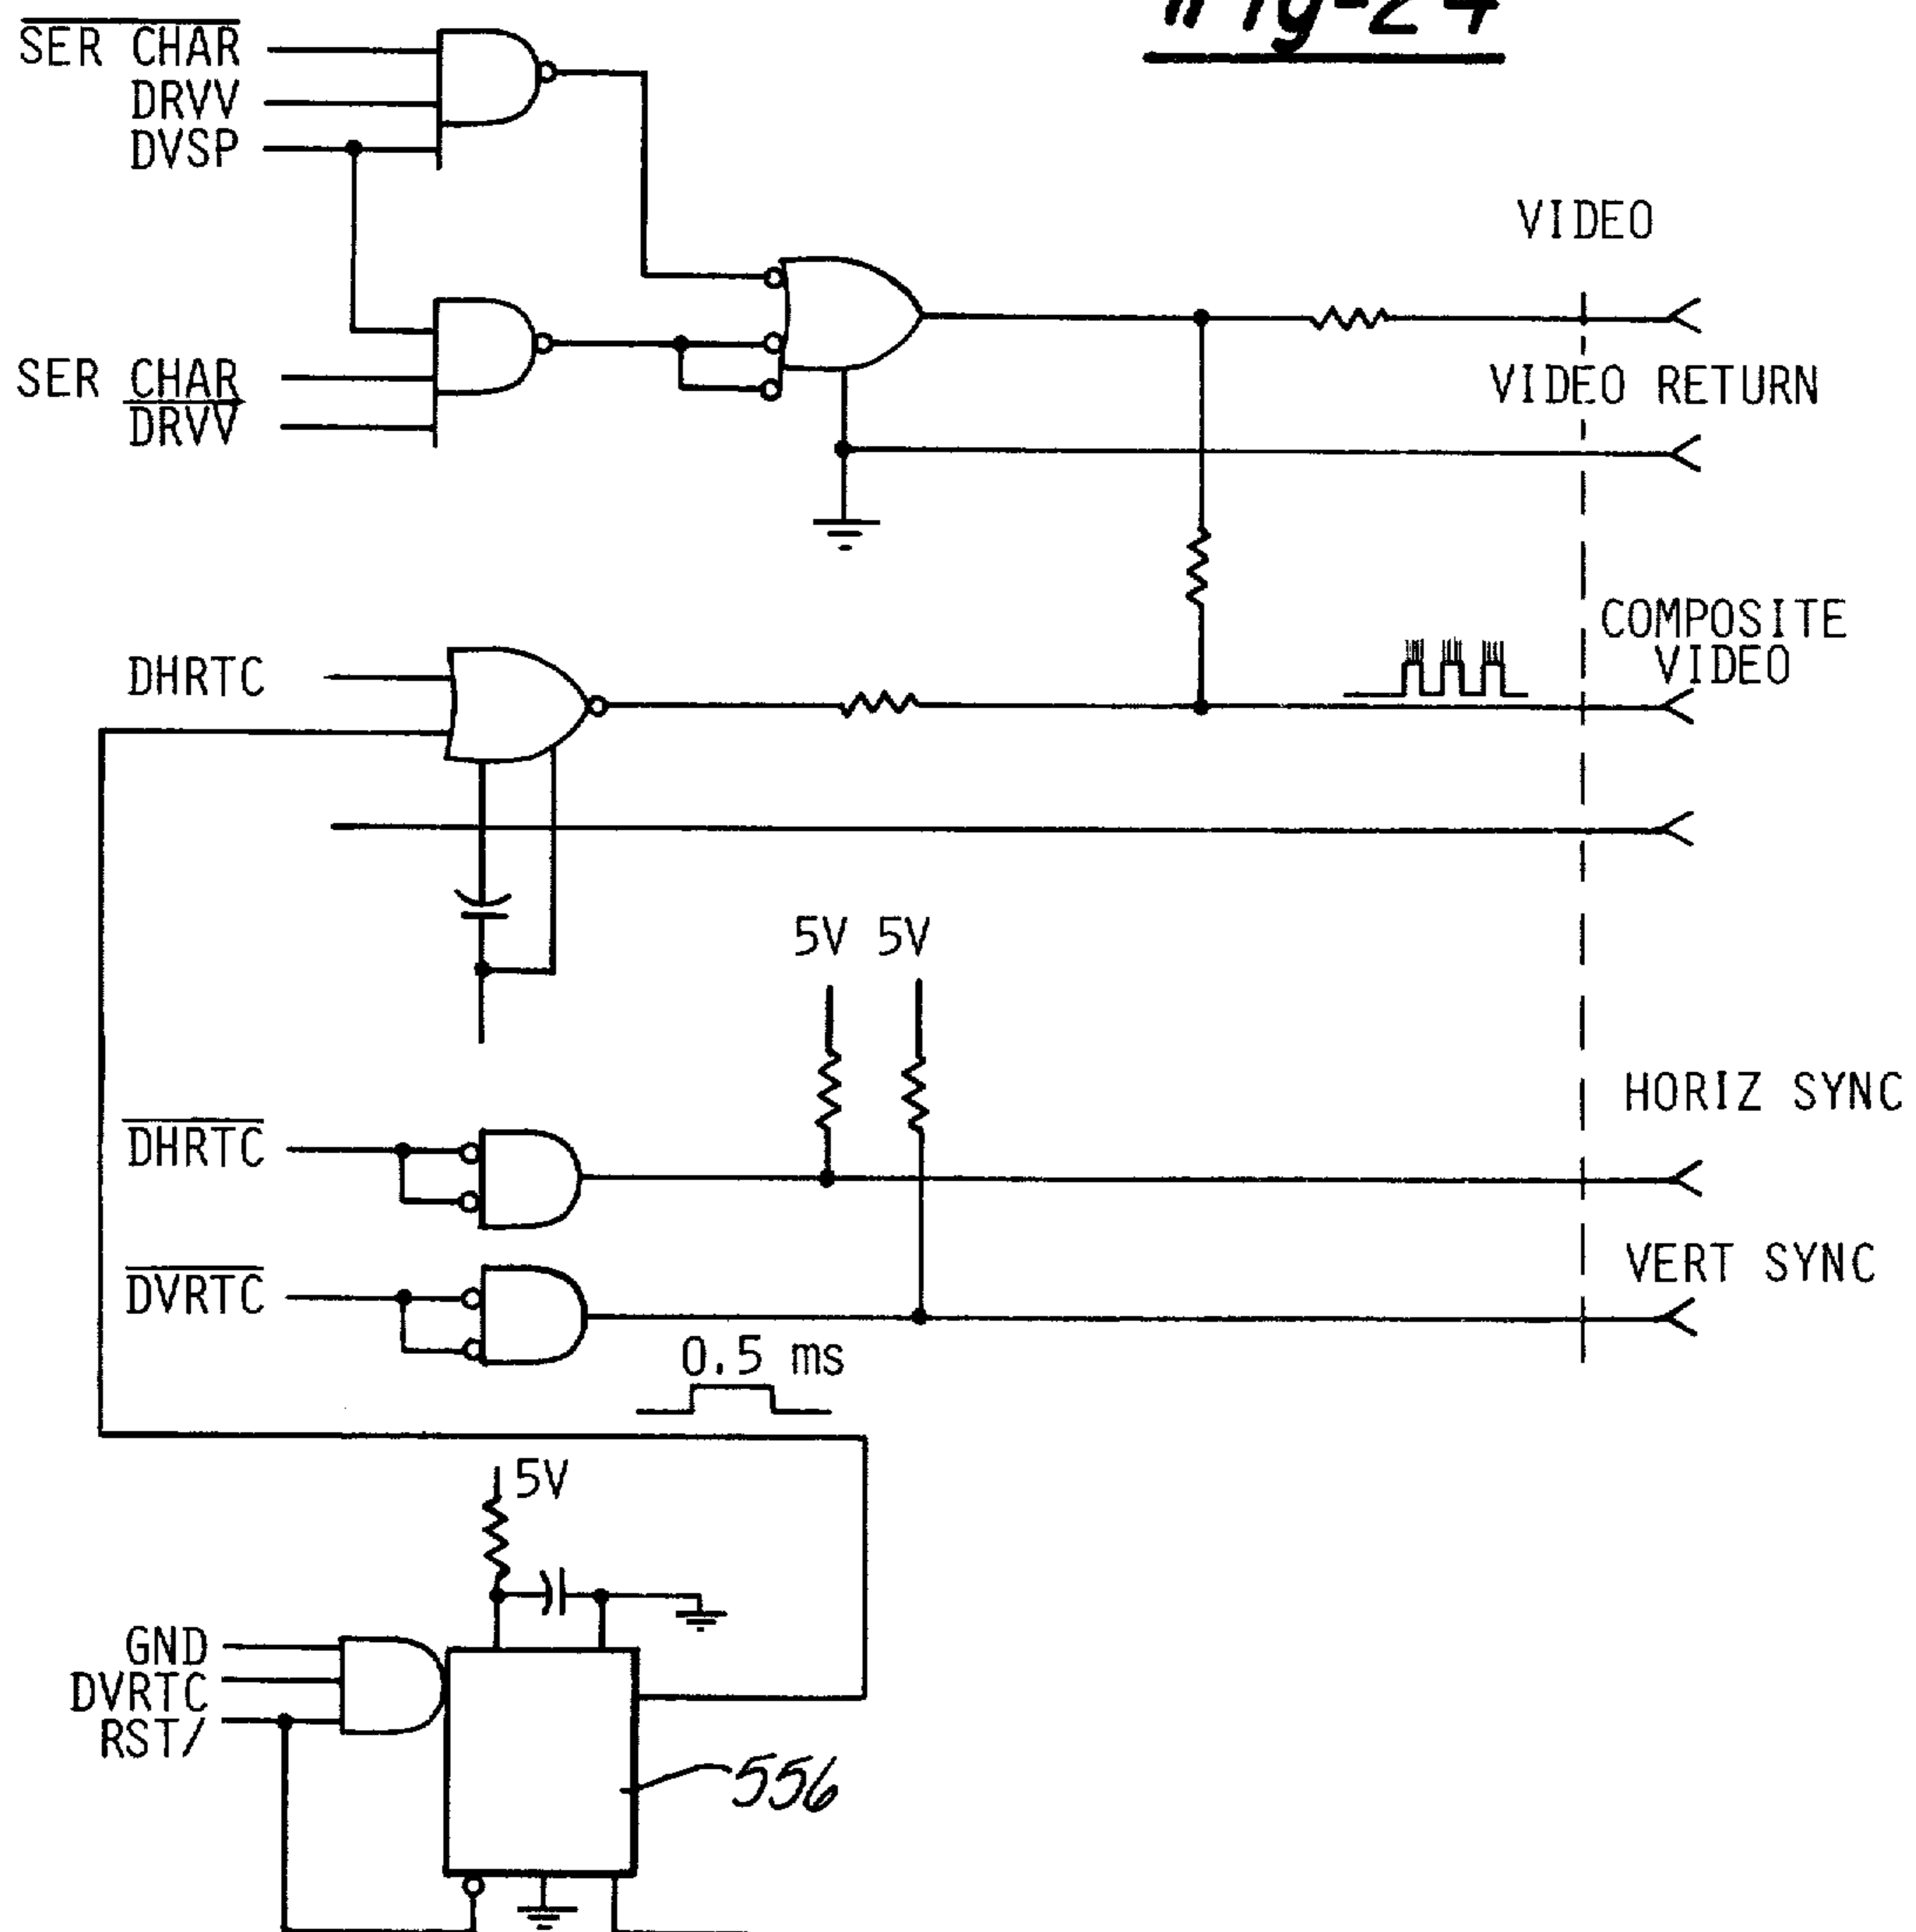 Fig-24
SER CHAR
DRVV
DVSP
VIDEO
SER CHAR
DRVV
VIDEO RETURN
COMPOSITE
VIDEO
DHRTC
5V 5V
DHRTC
HORIZ SYNC
DVRTC
VERT SYNC
0.5 ms
5V
GND
DVRTC
RST/
556